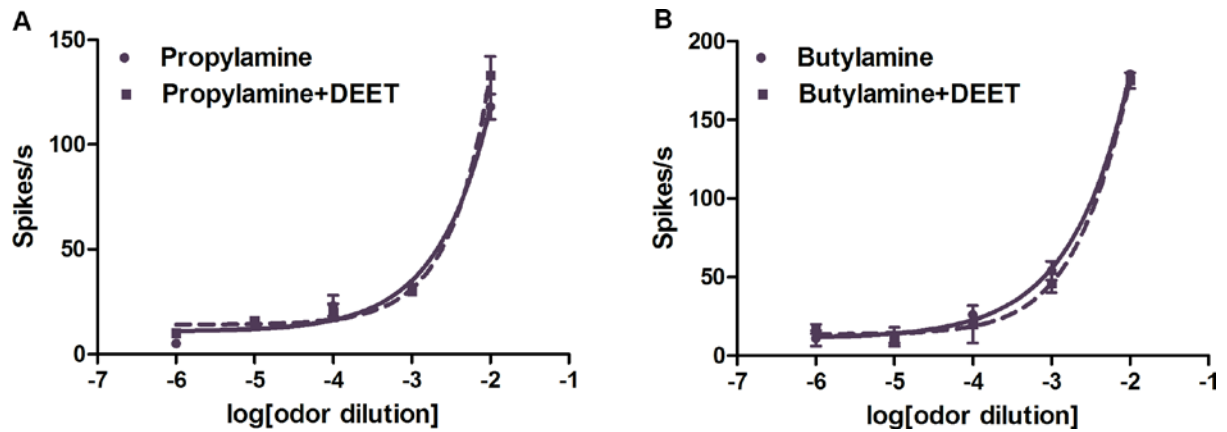 A
Propylamine
Propylamine+DEET
150
100
50
0
Spikes/s
-7 -6 -5 -4 -3 -2 -1
log[odor dilution]
B
Butylamine
Butylamine+DEET
200
150
100
50
0
Spikes/s
-7 -6 -5 -4 -3 -2 -1
log[odor dilution]